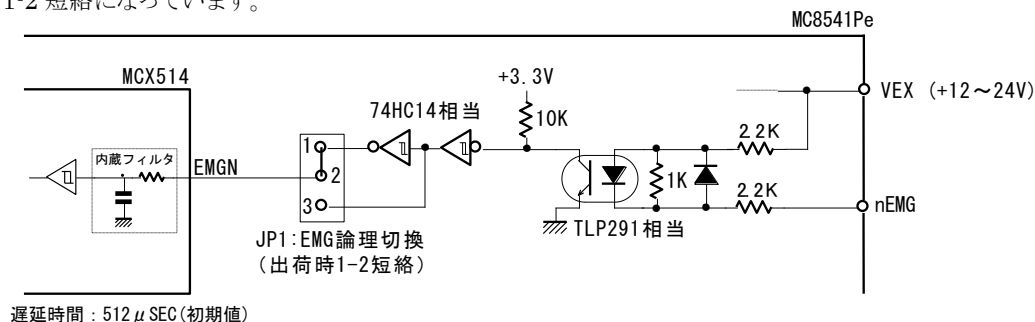 1-2 短絡になっています。
MC8541Pe
MCX514
+3.3V
VEX (+12～24V)
74HC14相当
10K
2.2K
内蔵フィルタ
EMGN
1
2
3
1K
2.2K
nEMG
TLP291相当
JP1:EMG論理切換
(出荷時1-2短絡)
遅延時間：512μSEC(初期値)